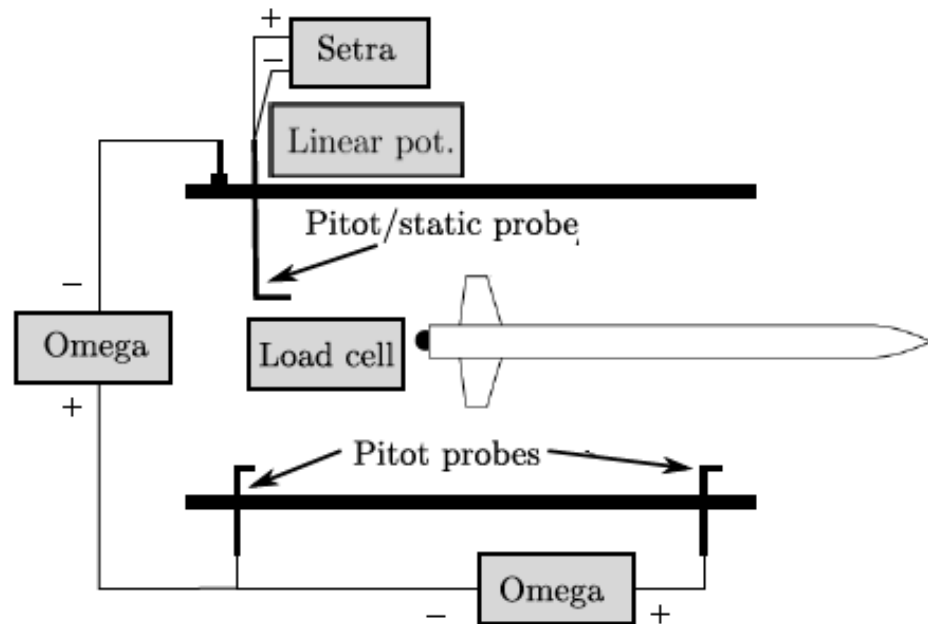 +
Setra
−
Linear pot.
Pitot/static probe
−
Omega
Load cell
+
Pitot probes
Omega
−
+